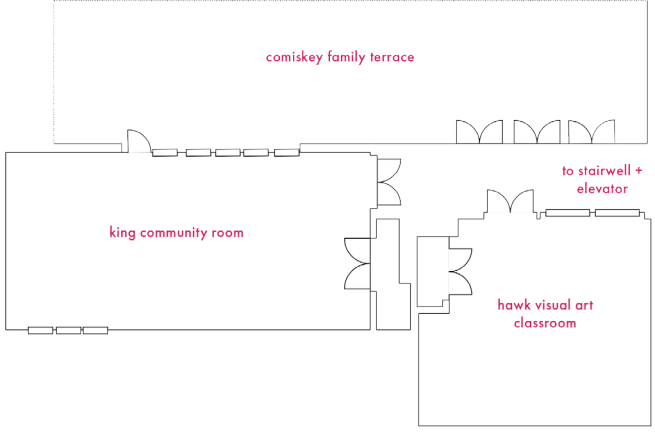 comiskey family terrace
to stairwell +
elevator
king community room
hawk visual art
classroom